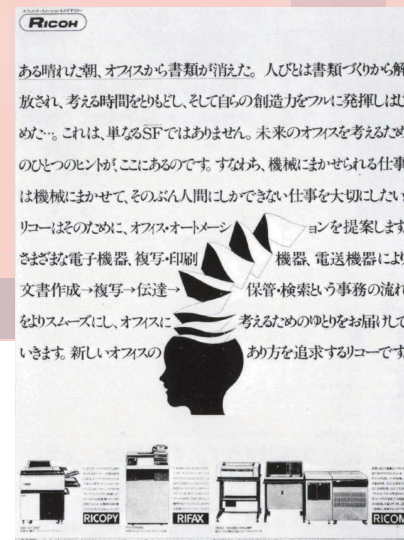 RICOH
ある晴れた朝、オフィスから書類が消えた。人びとは書類づくりから解
放され、考える時間をとりもどし、そして自らの創造力をフルに発揮しはじ
めた…。これは、単なるSFではありません。未来のオフィスを考えるため
のひとつのヒントが、ここにあるのです。すなわち、機械にまかせられる仕事
は機械にまかせて、そのぶん人間にしかできない仕事を大切にしたい
リコーはそのために、オフィス・オートメーションを提案します
さまざまな電子機器、複写・印刷機器、電送機器により
文書作成→複写→伝達→保管・検索という事務の流れ
をよりスムーズにし、オフィスに考えるためのゆとりをお届けして
いきます。新しいオフィスのあり方を追求するリコーです
RICOPY
RIFAX
RICOM